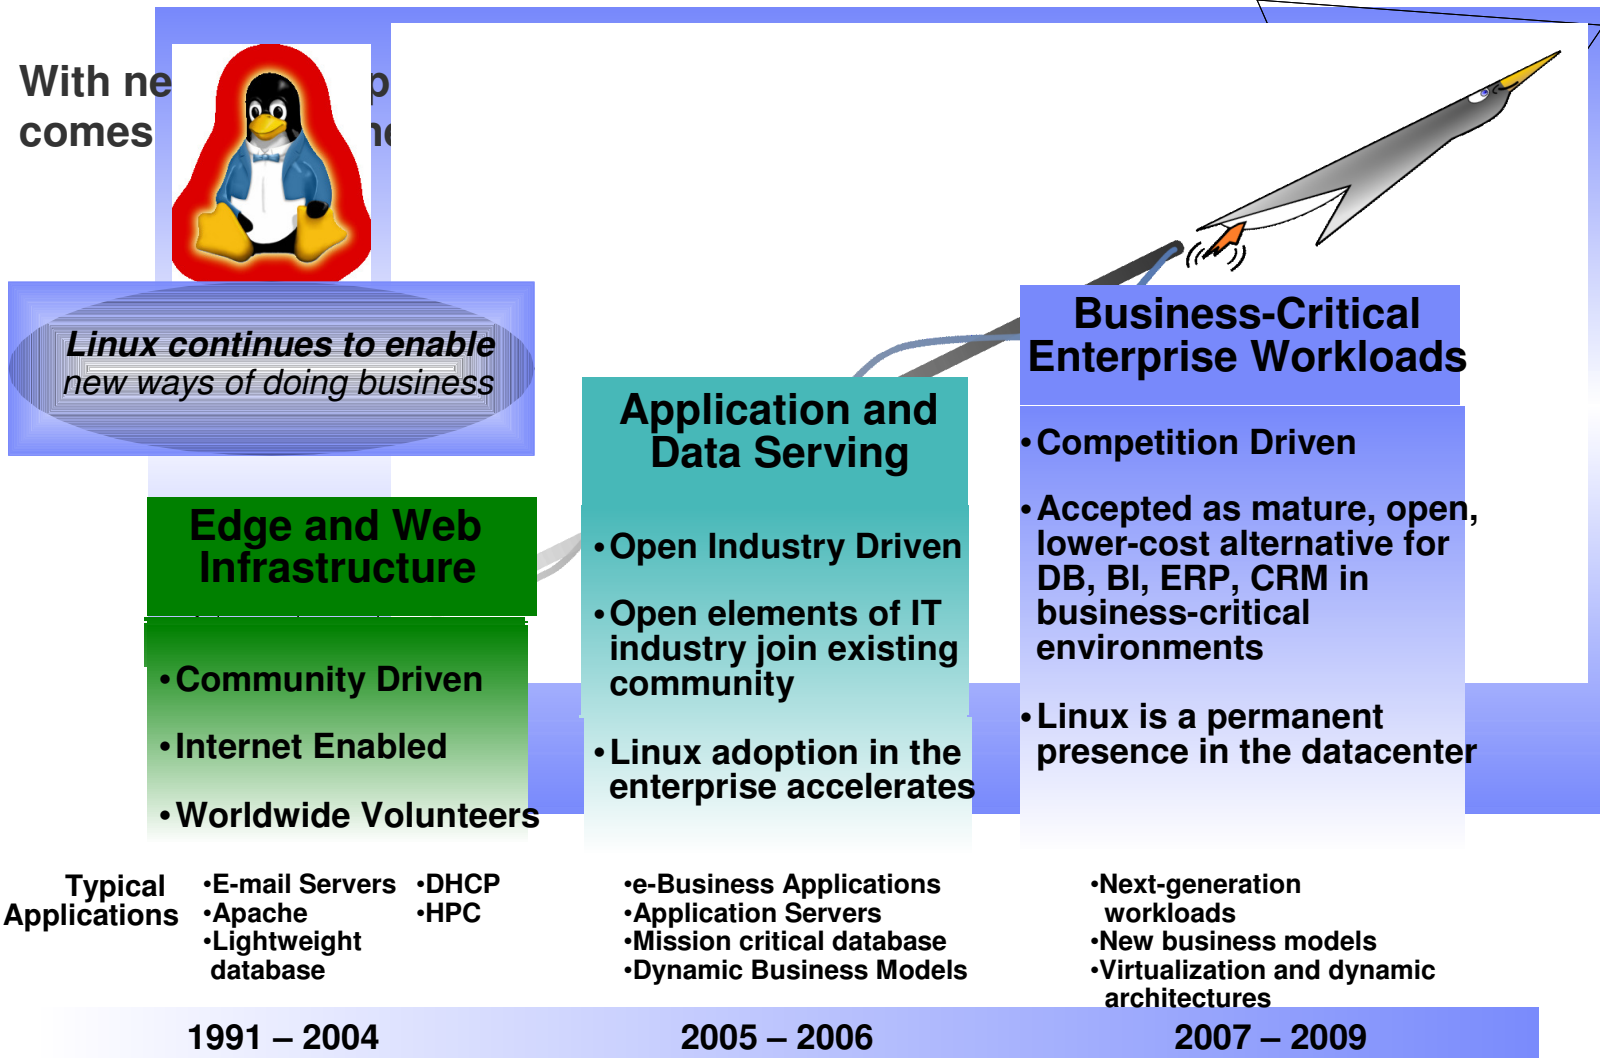 With
comes
Linux continues to enable
new ways of doing business
Edge and Web
Infrastructure
•Community Driven
•Internet Enabled
•Worldwide Volunteers
Application and
Data Serving
•Open Industry Driven
•Open elements of IT
industry join existing
community
•Linux adoption in the
enterprise accelerates
Business-Critical
Enterprise Workloads
•Competition Driven
•Accepted as mature, open,
lower-cost alternative for
DB, BI, ERP, CRM in
business-critical
environments
•Linux is a permanent
presence in the datacenter
Typical
Applications
•E-mail Servers
•Apache
•Lightweight
database
•DHCP
•HPC
•e-Business Applications
•Application Servers
•Mission critical database
•Dynamic Business Models
•Next-generation
workloads
•New business models
•Virtualization and dynamic
architectures
1991 – 2004
2005 – 2006
2007 – 2009